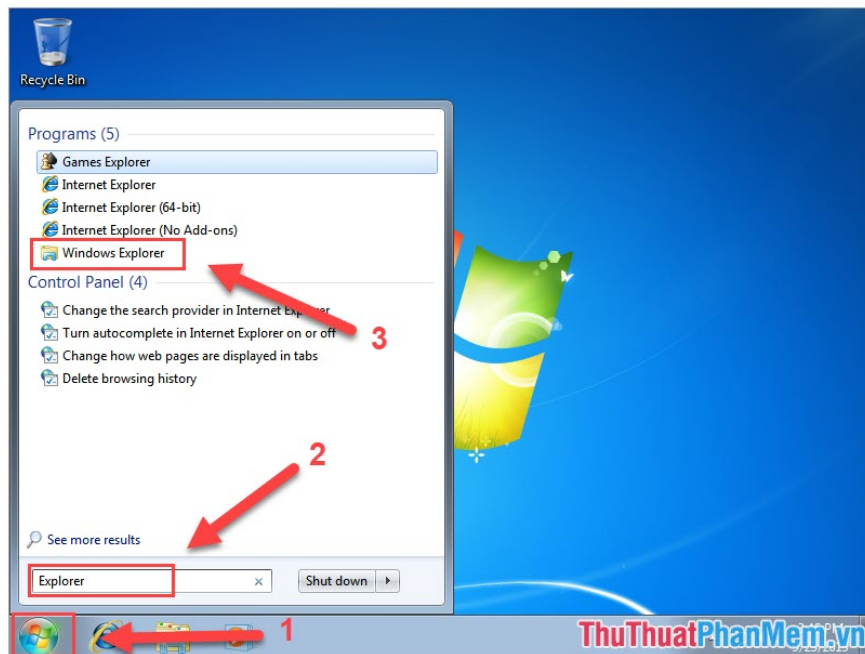 Recycle Bin
Programs (5)
Games Explorer
Internet Explorer
Internet Explorer (64-bit)
Internet Explorer (No Add-ons)
Windows Explorer
Control Panel (4)
3
Change the search provider in Internet Explorer
Turn autocomplete in Internet Explorer on or off
Change how web pages are displayed in tabs
Delete browsing history
2
See more results
Explorer
Shut down
1
ThuThuatPhanMem.vn